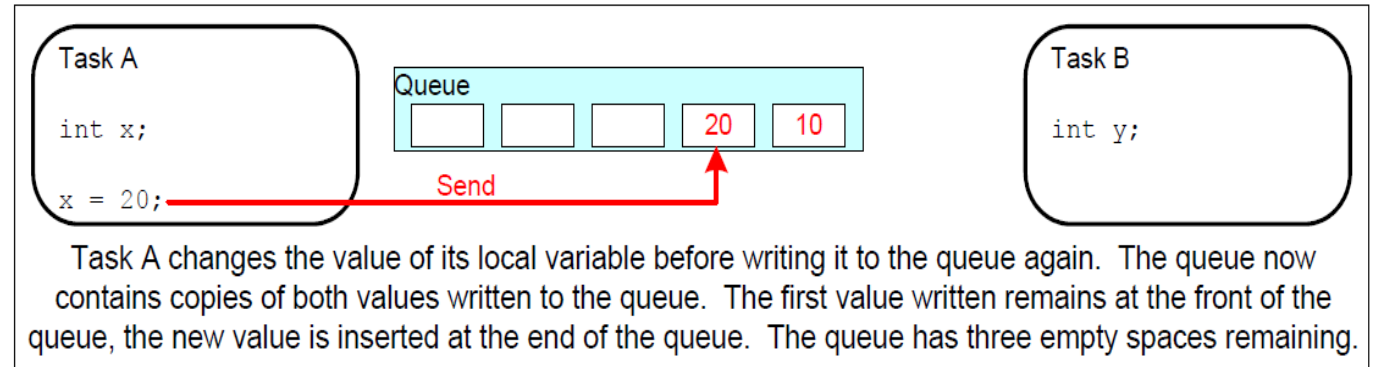 Task A
int x;
x = 20;
Queue
20 10
Send
Task B
int y;
Task A changes the value of its local variable before writing it to the queue again. The queue now
contains copies of both values written to the queue. The first value written remains at the front of the
queue, the new value is inserted at the end of the queue. The queue has three empty spaces remaining.